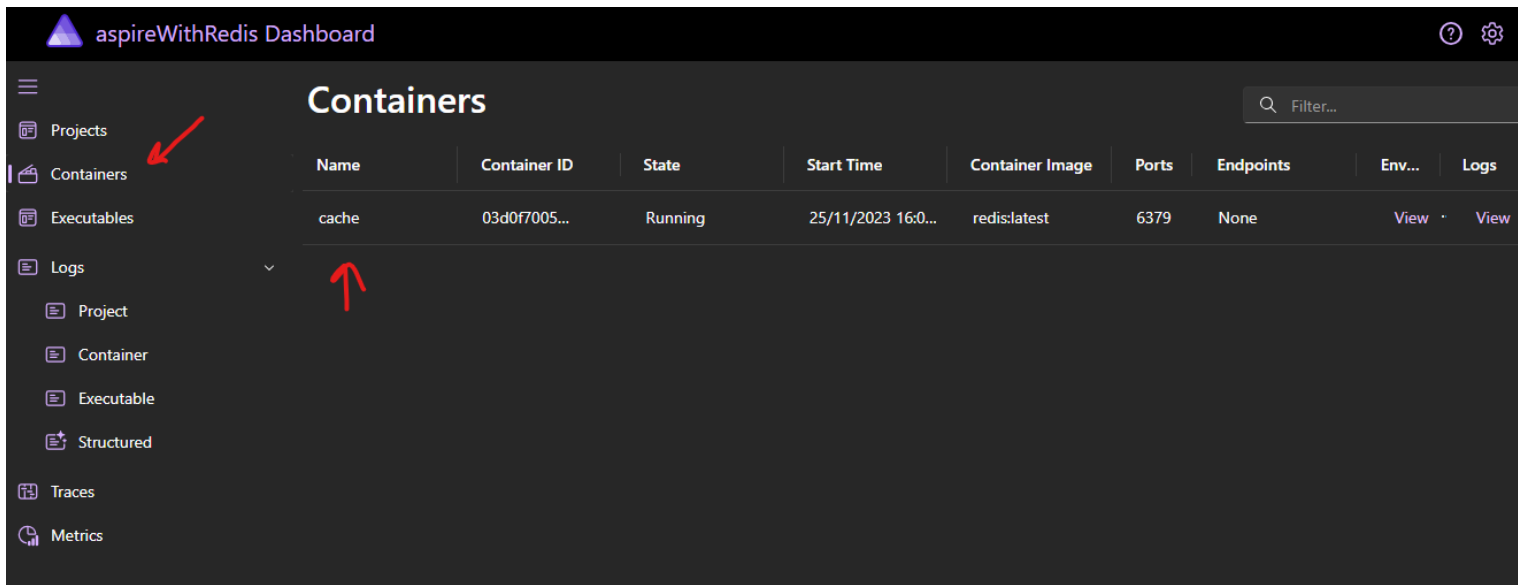 aspireWithRedis Dashboard
Projects
Containers
Executables
Logs
Project
Container
Executable
Structured
Traces
Metrics
Containers
Filter...
Name Container ID State Start Time Container Image Ports Endpoints Env... Logs
cache 03d0f7005... Running 25/11/2023 16:0... redis:latest 6379 None View View